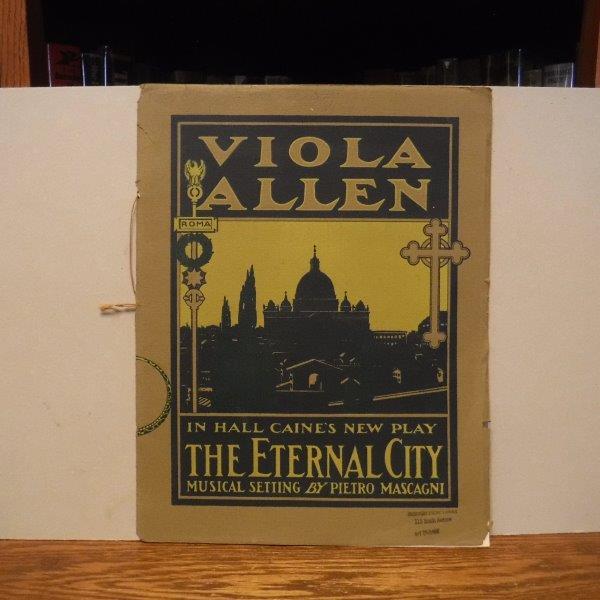 VIOLA
ALLEN
ROMA
IN HALL CAINE'S NEW PLAY
THE ETERNAL CITY
MUSICAL SETTING BY PIETRO MASCAGNI